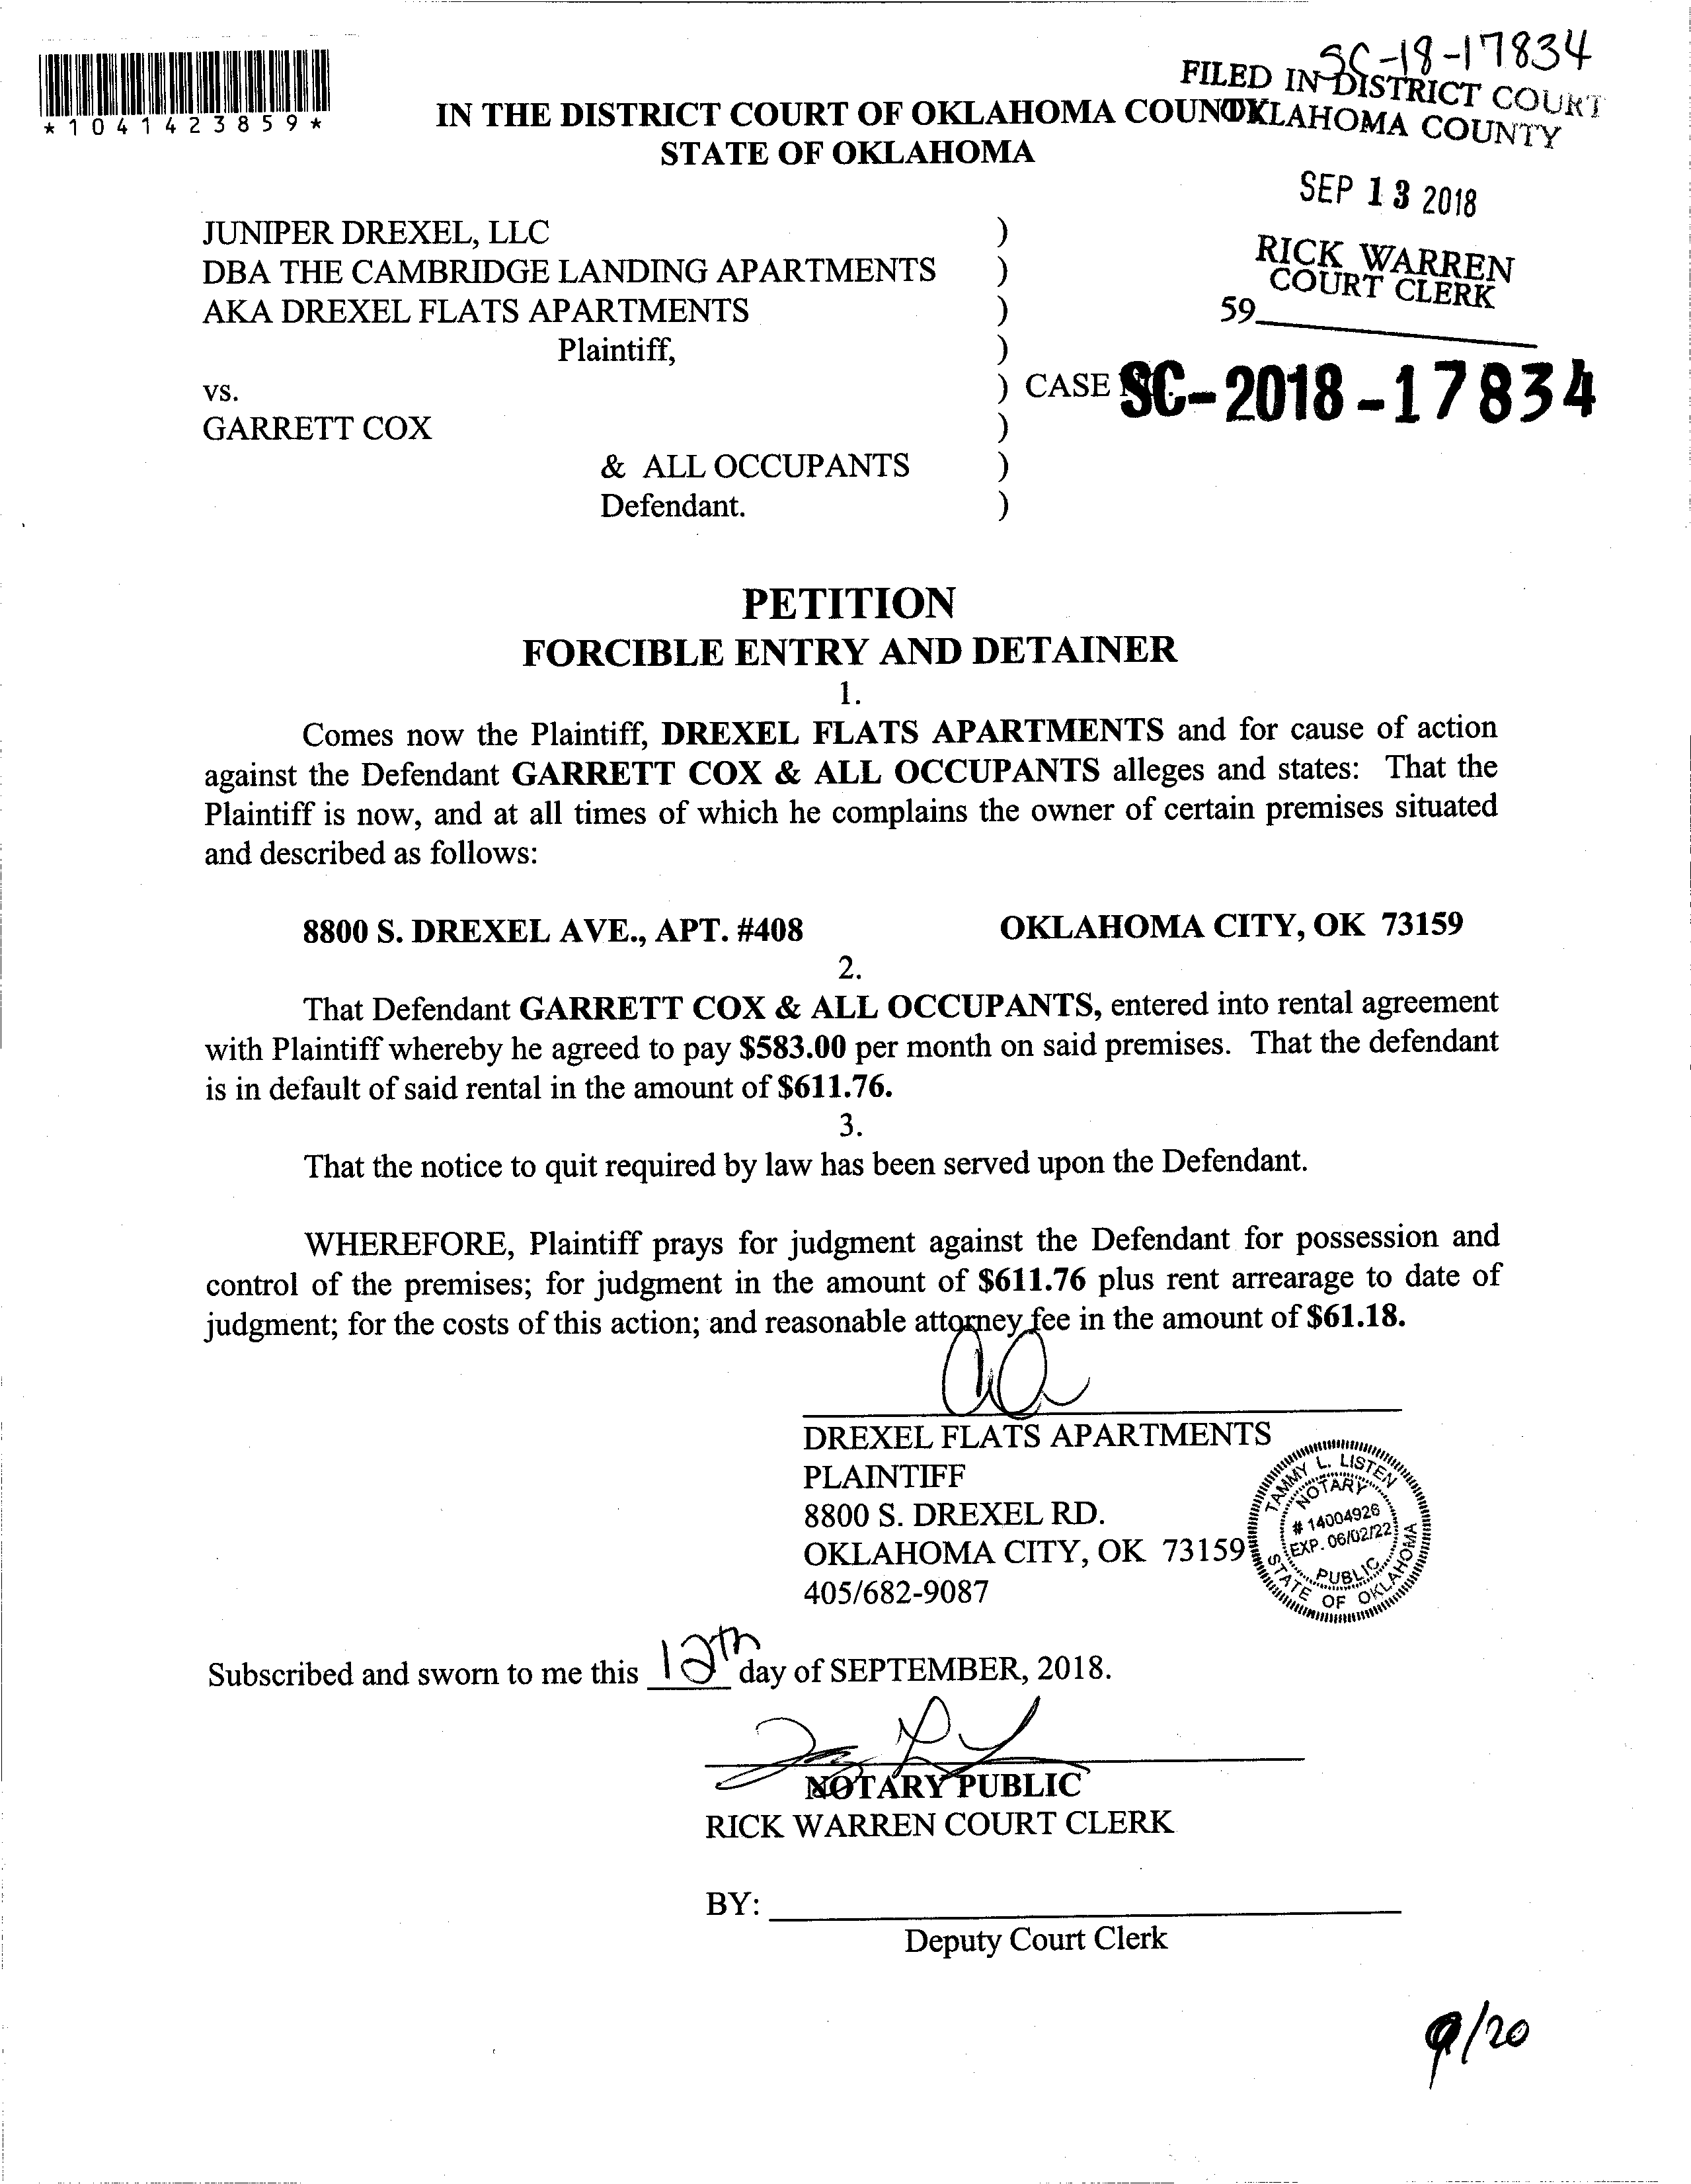 SC-18-17834
FILED IN DISTRICT COURT
OKLAHOMA COUNTY
*1041423859*
IN THE DISTRICT COURT OF OKLAHOMA COUNTY
STATE OF OKLAHOMA
SEP 13 2018
RICK WARREN
COURT CLERK
59
JUNIPER DREXEL, LLC )
DBA THE CAMBRIDGE LANDING APARTMENTS )
AKA DREXEL FLATS APARTMENTS )
Plaintiff, )
vs. ) CASE SC-2018-17834
GARRETT COX )
& ALL OCCUPANTS )
Defendant. )
PETITION
FORCIBLE ENTRY AND DETAINER
1.
Comes now the Plaintiff, DREXEL FLATS APARTMENTS and for cause of action
against the Defendant GARRETT COX & ALL OCCUPANTS alleges and states: That the
Plaintiff is now, and at all times of which he complains the owner of certain premises situated
and described as follows:
8800 S. DREXEL AVE., APT. #408 OKLAHOMA CITY, OK 73159
2.
That Defendant GARRETT COX & ALL OCCUPANTS, entered into rental agreement
with Plaintiff whereby he agreed to pay $583.00 per month on said premises. That the defendant
is in default of said rental in the amount of $611.76.
3.
That the notice to quit required by law has been served upon the Defendant.
WHEREFORE, Plaintiff prays for judgment against the Defendant for possession and
control of the premises; for judgment in the amount of $611.76 plus rent arrearage to date of
judgment; for the costs of this action; and reasonable attorney fee in the amount of $61.18.
DREXEL FLATS APARTMENTS
PLAINTIFF
8800 S. DREXEL RD.
OKLAHOMA CITY, OK 73159
405/682-9087
TAMMY L. LISTEN
NOTARY
# 14004926
EXP. 06/02/22
PUBLIC
STATE OF OKLAHOMA
Subscribed and sworn to me this 12th day of SEPTEMBER, 2018.
NOTARY PUBLIC
RICK WARREN COURT CLERK
BY:
Deputy Court Clerk
9/20